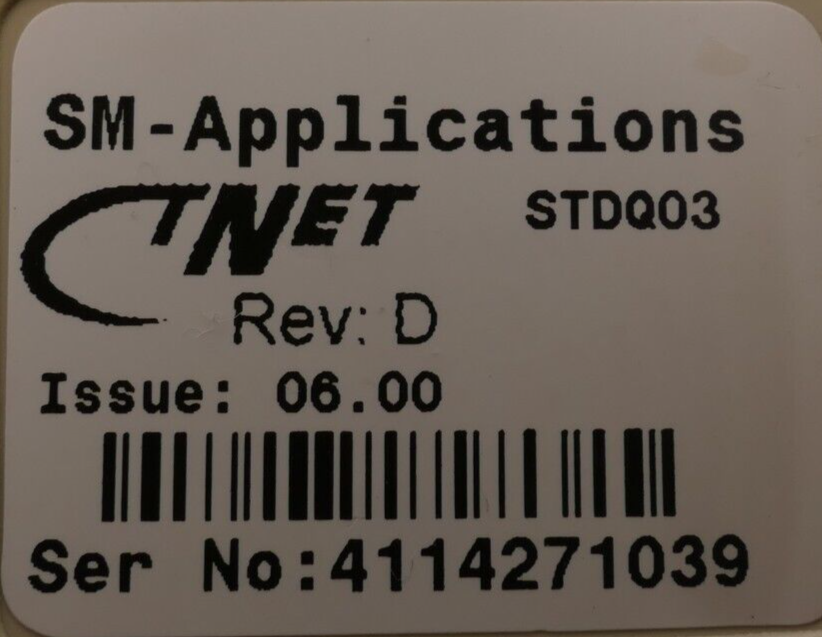 SM-Applications
CTNET STDQ03
Rev: D
Issue: 06.00
Ser No:4114271039